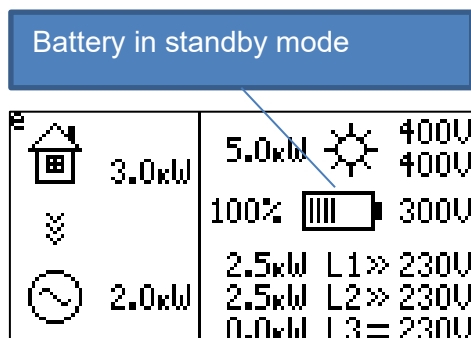 Battery in standby mode
3.0kW
2.0kW
5.0kW 400V
400V
100% 300V
2.5kW L1» 230V
2.5kW L2» 230V
0.0kW L3= 230V